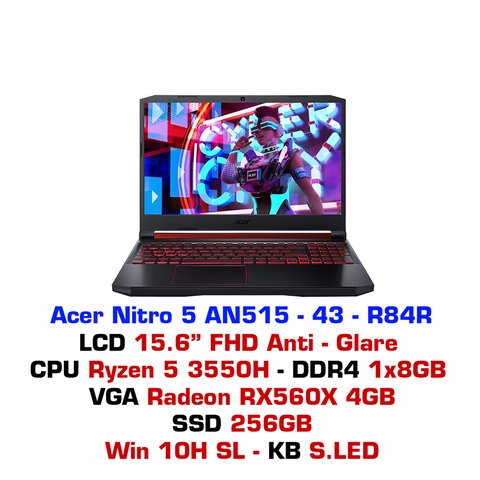 acer
Acer Nitro 5 AN515 - 43 - R84R
LCD 15.6” FHD Anti - Glare
CPU Ryzen 5 3550H - DDR4 1x8GB
VGA Radeon RX560X 4GB
SSD 256GB
Win 10H SL - KB S.LED